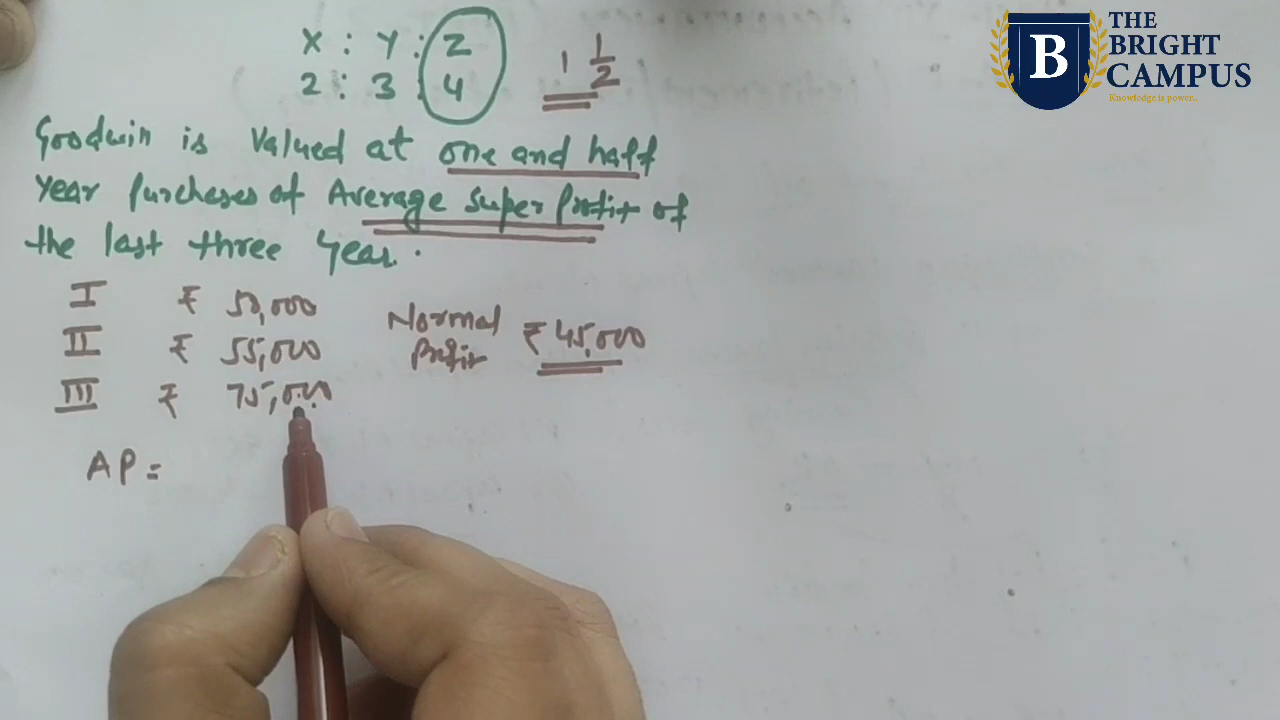 X : Y : Z
2 : 3 : 4
1 1/2
THE
BRIGHT
CAMPUS
Knowledge is power..
B
Goodwin is Valued at one and half
Year Purchases of Average Super Profit of
the last three year.
I ₹ 50,000
II ₹ 55,000
III ₹ 75,000
Normal
Profit ₹ 45,000
AP =